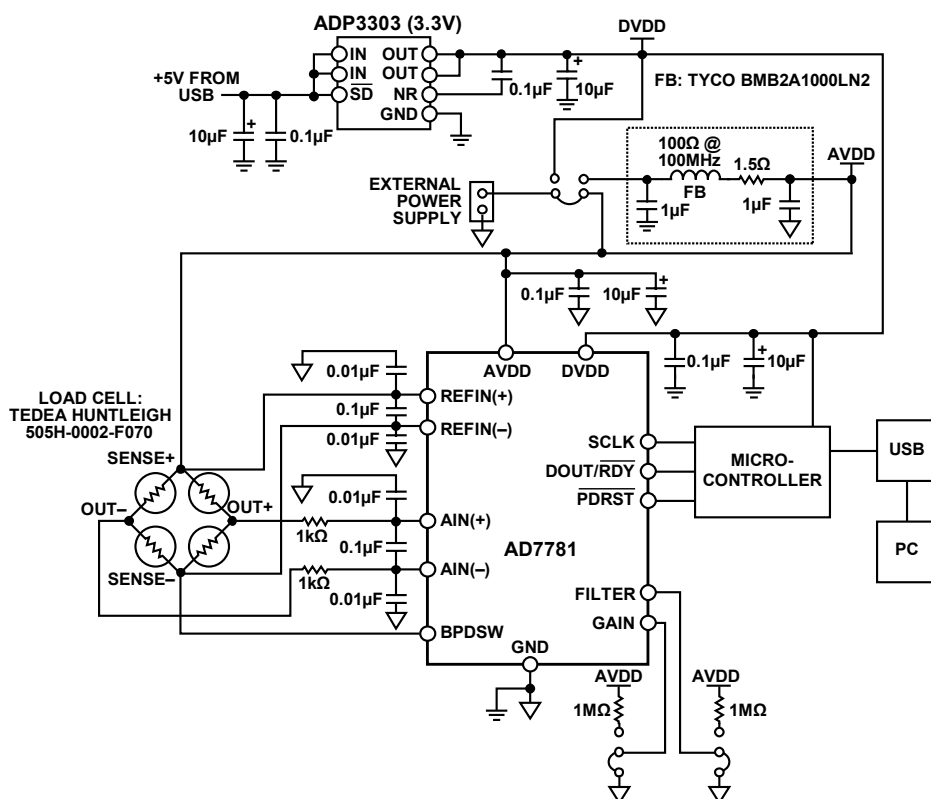 ADP3303 (3.3V)
DVDD
IN
OUT
IN
OUT
+5V FROM
USB
SD
NR
GND
10µF
+
0.1µF
0.1µF
10µF
+
FB: TYCO BMB2A1000LN2
100Ω @
100MHz
FB
1.5Ω
AVDD
1µF
1µF
EXTERNAL
POWER
SUPPLY
0.1µF
10µF
+
0.1µF
10µF
+
LOAD CELL:
TEDEA HUNTLEIGH
505H-0002-F070
SENSE+
OUT–
OUT+
SENSE–
0.01µF
0.1µF
0.01µF
0.01µF
0.1µF
0.01µF
1kΩ
1kΩ
AVDD
DVDD
REFIN(+)
REFIN(–)
AIN(+)
AIN(–)
BPDSW
GND
AD7781
SCLK
DOUT/RDY
PDRST
FILTER
GAIN
MICRO-
CONTROLLER
USB
PC
AVDD
AVDD
1MΩ
1MΩ